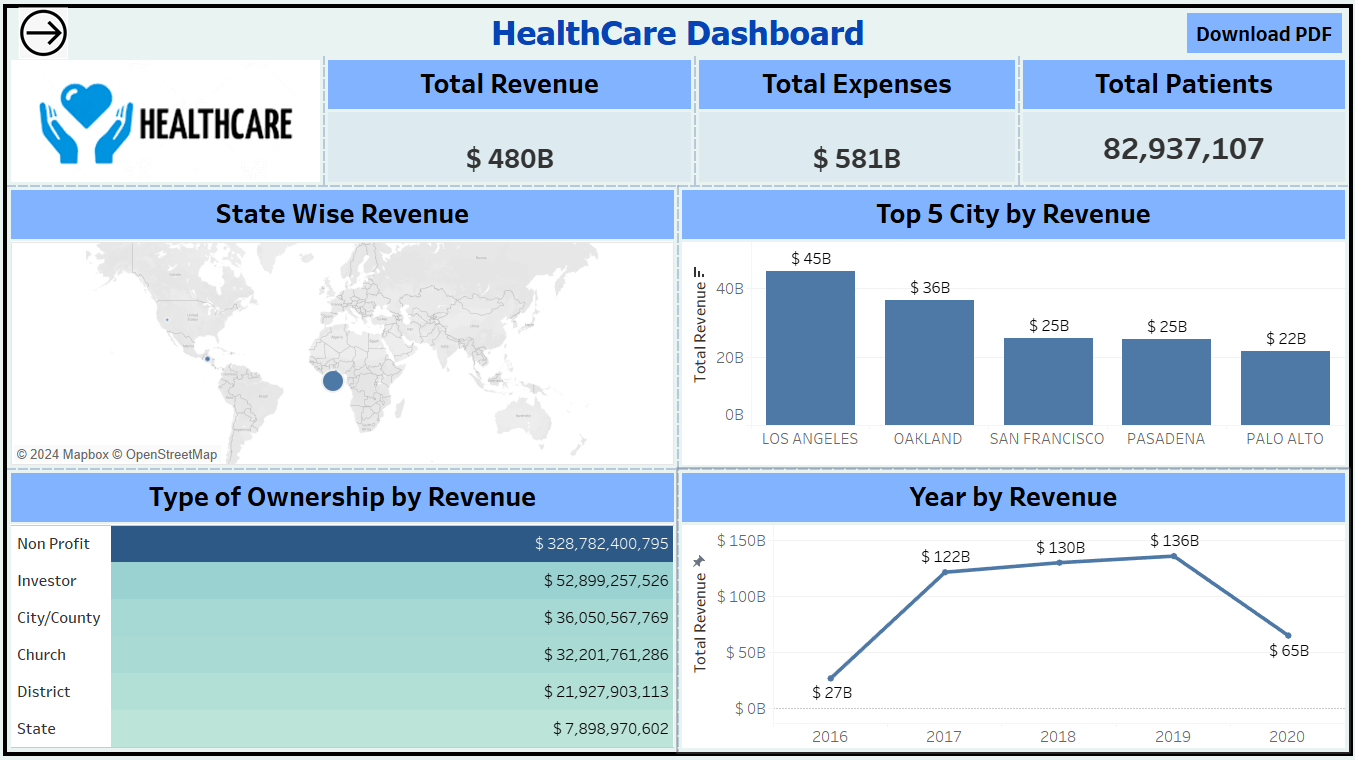 HealthCare Dashboard
Download PDF
HEALTHCARE
Total Revenue
$ 480B
Total Expenses
$ 581B
Total Patients
82,937,107
State Wise Revenue
© 2024 Mapbox © OpenStreetMap
Top 5 City by Revenue
Total Revenue
40B
20B
0B
$ 45B
$ 36B
$ 25B
$ 25B
$ 22B
LOS ANGELES
OAKLAND
SAN FRANCISCO
PASADENA
PALO ALTO
Type of Ownership by Revenue
Non Profit $ 328,782,400,795
Investor $ 52,899,257,526
City/County $ 36,050,567,769
Church $ 32,201,761,286
District $ 21,927,903,113
State $ 7,898,970,602
Year by Revenue
Total Revenue
$ 150B
$ 100B
$ 50B
$ 0B
$ 27B
$ 122B
$ 130B
$ 136B
$ 65B
2016
2017
2018
2019
2020